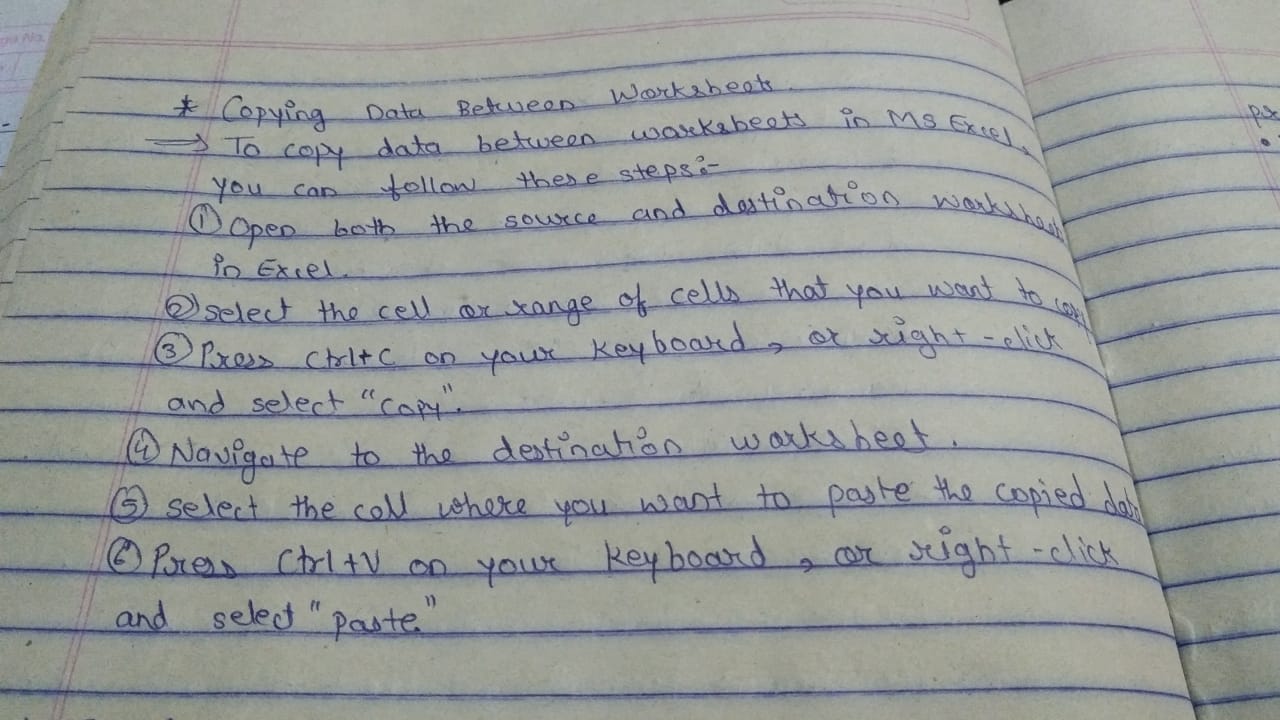 * Copying Data Between Worksheets.
→ To copy data between worksheets in MS Excel,
you can follow these steps:-
① Open both the source and destination worksheets
in Excel.
② select the cell or range of cells that you want to copy
③ Press Ctrl+C on your keyboard, or right-click
and select "copy".
④ Navigate to the destination worksheet.
⑤ select the cell where you want to paste the copied data
⑥ Press Ctrl+V on your keyboard, or right-click
and select "paste."